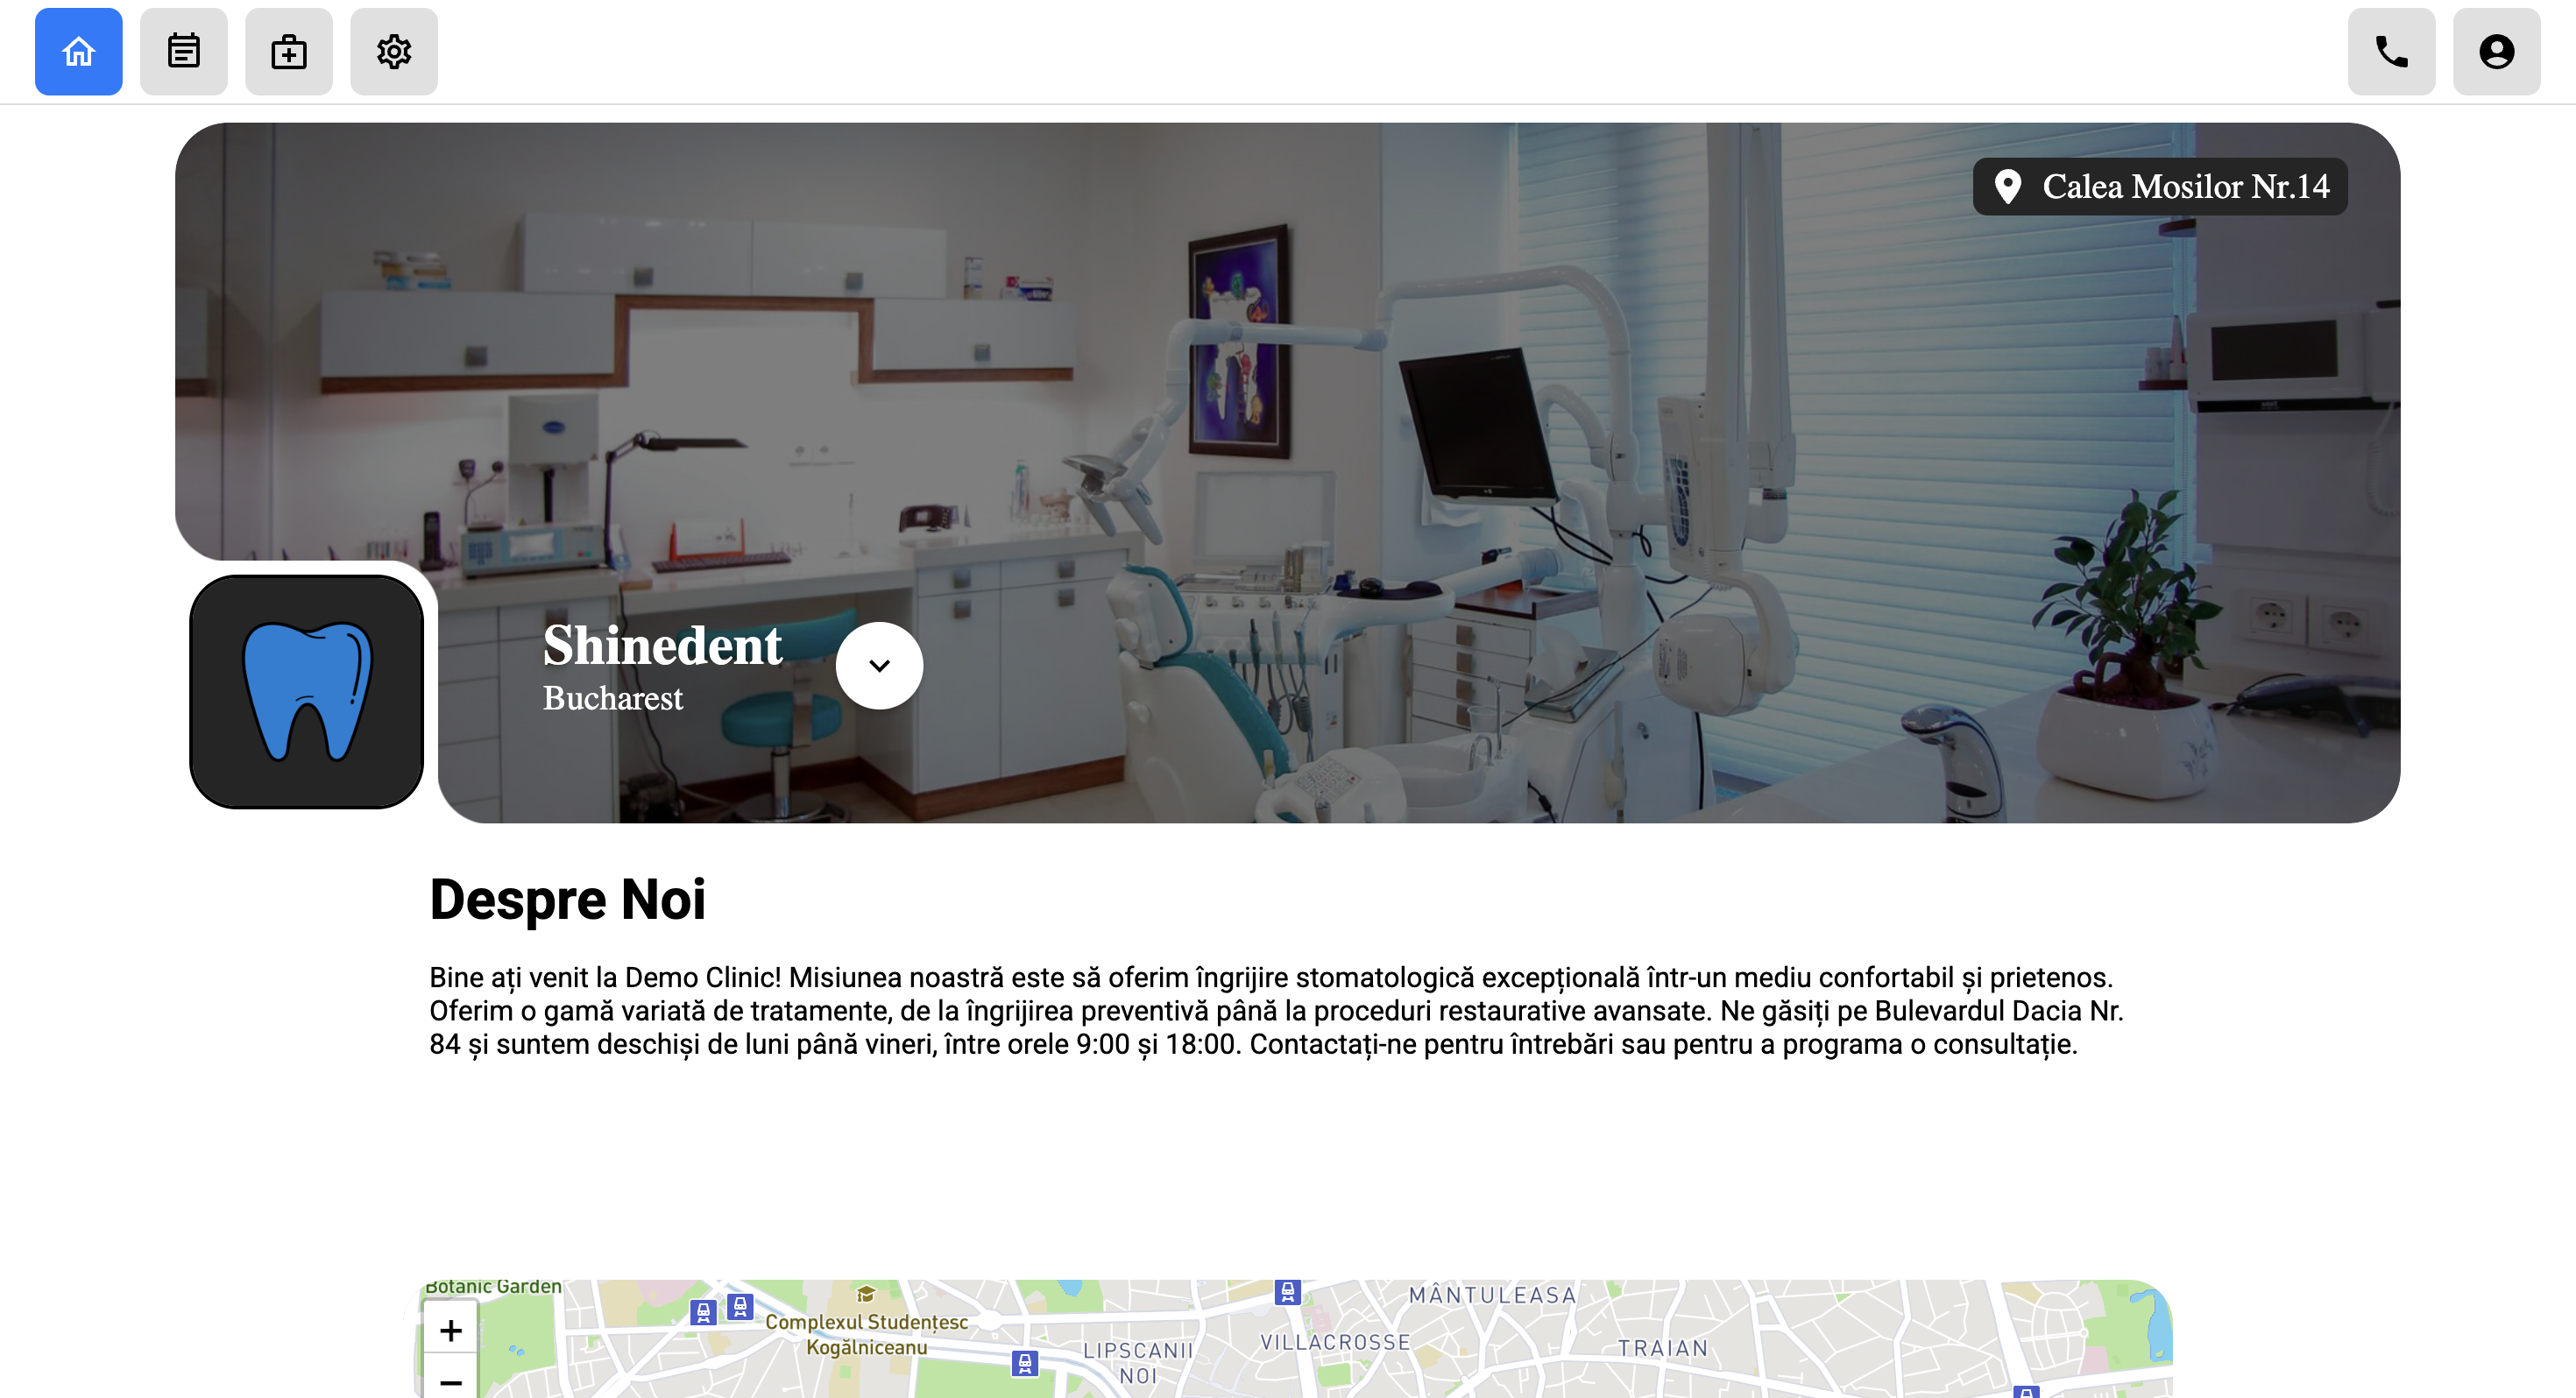 Calea Mosilor Nr.14
Shinedent
Bucharest
Despre Noi
Bine ați venit la Demo Clinic! Misiunea noastră este să oferim îngrijire stomatologică excepțională într-un mediu confortabil și prietenos.
Oferim o gamă variată de tratamente, de la îngrijirea preventivă până la proceduri restaurative avansate. Ne găsiți pe Bulevardul Dacia Nr.
84 și suntem deschiși de luni până vineri, între orele 9:00 și 18:00. Contactați-ne pentru întrebări sau pentru a programa o consultație.
Botanic Garden
MÂNTULEASA
+
Complexul Studențesc
Kogălniceanu
VILLACROSSE
LIPSCANII
NOI
TRAIAN
−